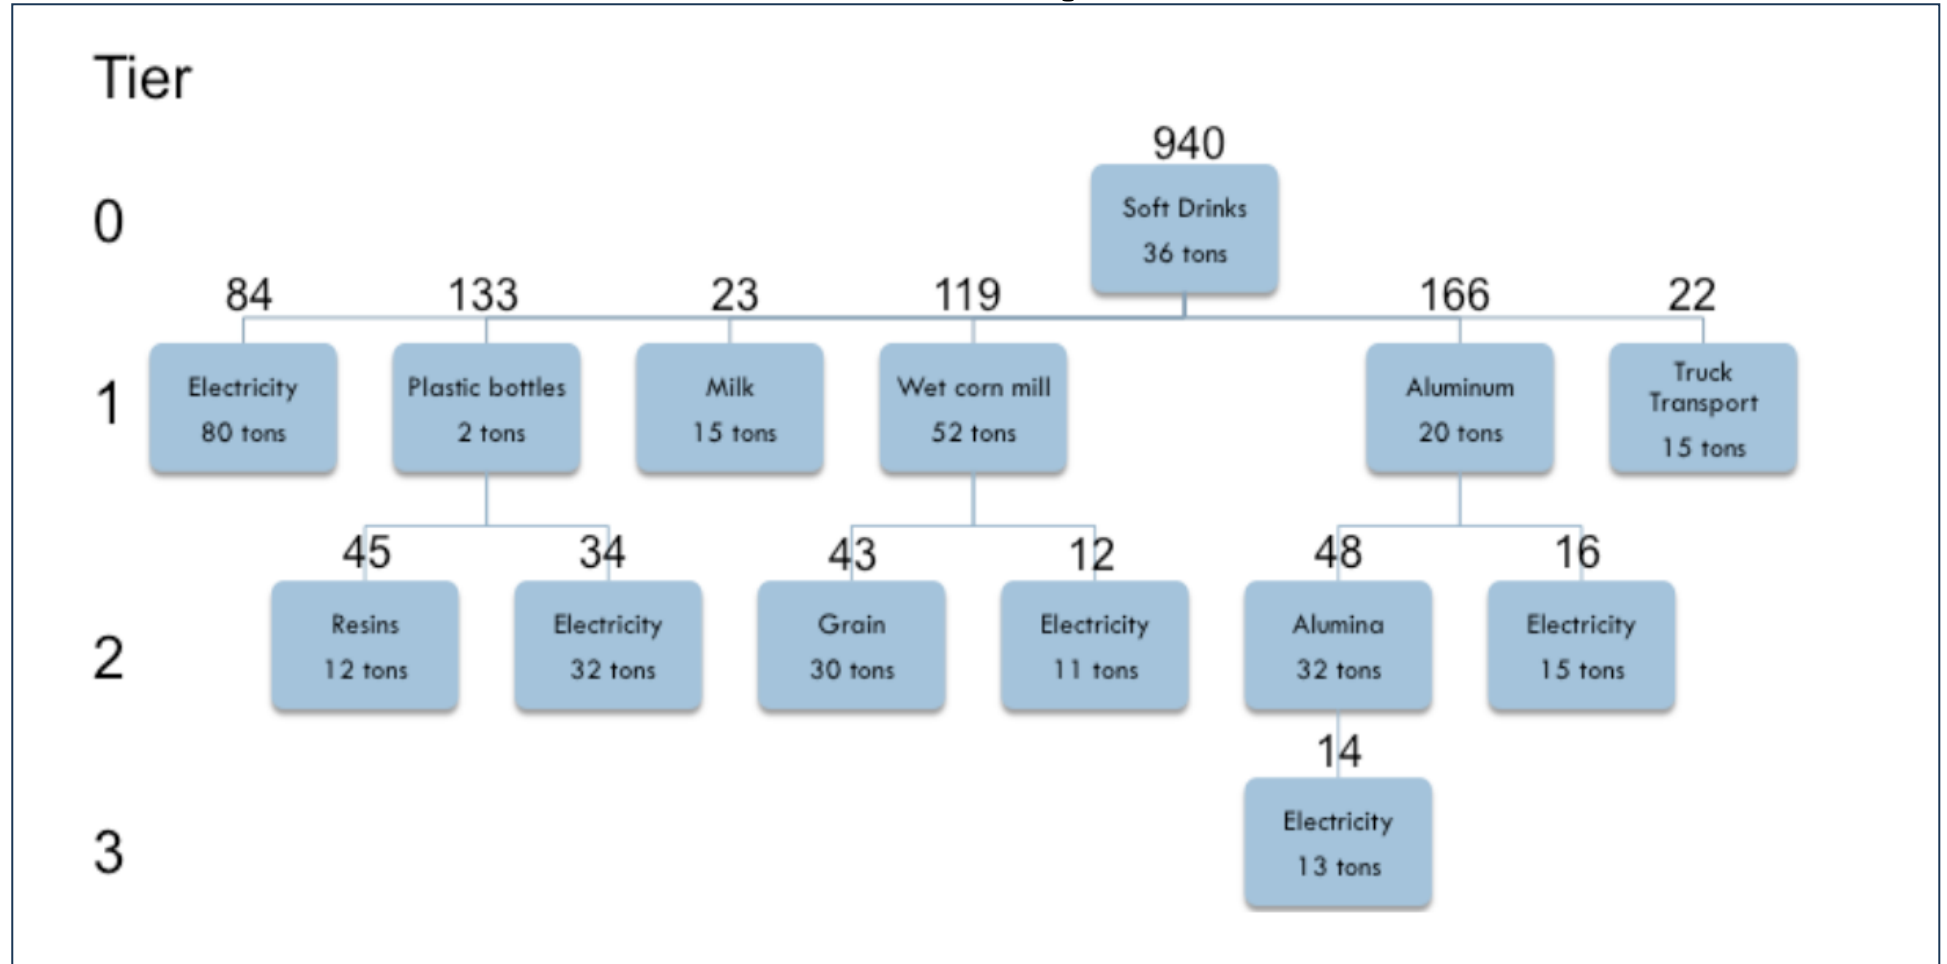 Tier
940
0
Soft Drinks
36 tons
84
133
23
119
166
22
1
Electricity
80 tons
Plastic bottles
2 tons
Milk
15 tons
Wet corn mill
52 tons
Aluminum
20 tons
Truck
Transport
15 tons
45
34
43
12
48
16
2
Resins
12 tons
Electricity
32 tons
Grain
30 tons
Electricity
11 tons
Alumina
32 tons
Electricity
15 tons
14
3
Electricity
13 tons